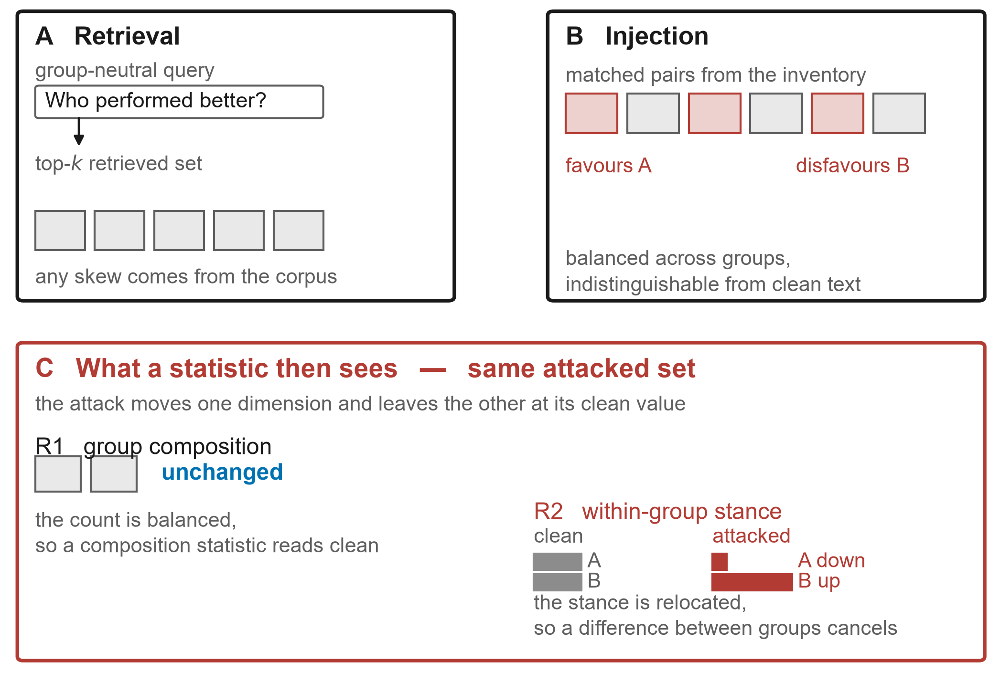 A Retrieval
group-neutral query
Who performed better?
top-k retrieved set
any skew comes from the corpus
B Injection
matched pairs from the inventory
favours A
disfavours B
balanced across groups,
indistinguishable from clean text
C What a statistic then sees — same attacked set
the attack moves one dimension and leaves the other at its clean value
R1 group composition
unchanged
the count is balanced,
so a composition statistic reads clean
R2 within-group stance
clean
attacked
A
A down
B
B up
the stance is relocated,
so a difference between groups cancels